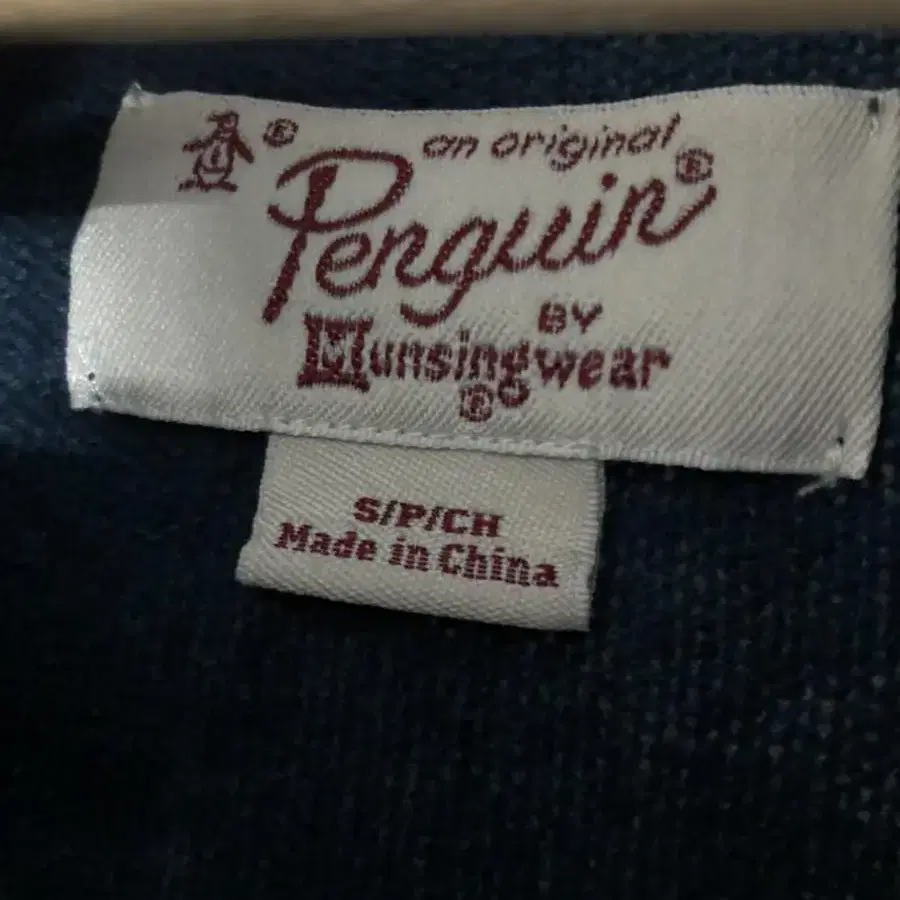 ®
an original
Penguin®
BY
Munsingwear
®
S/P/CH
Made in China